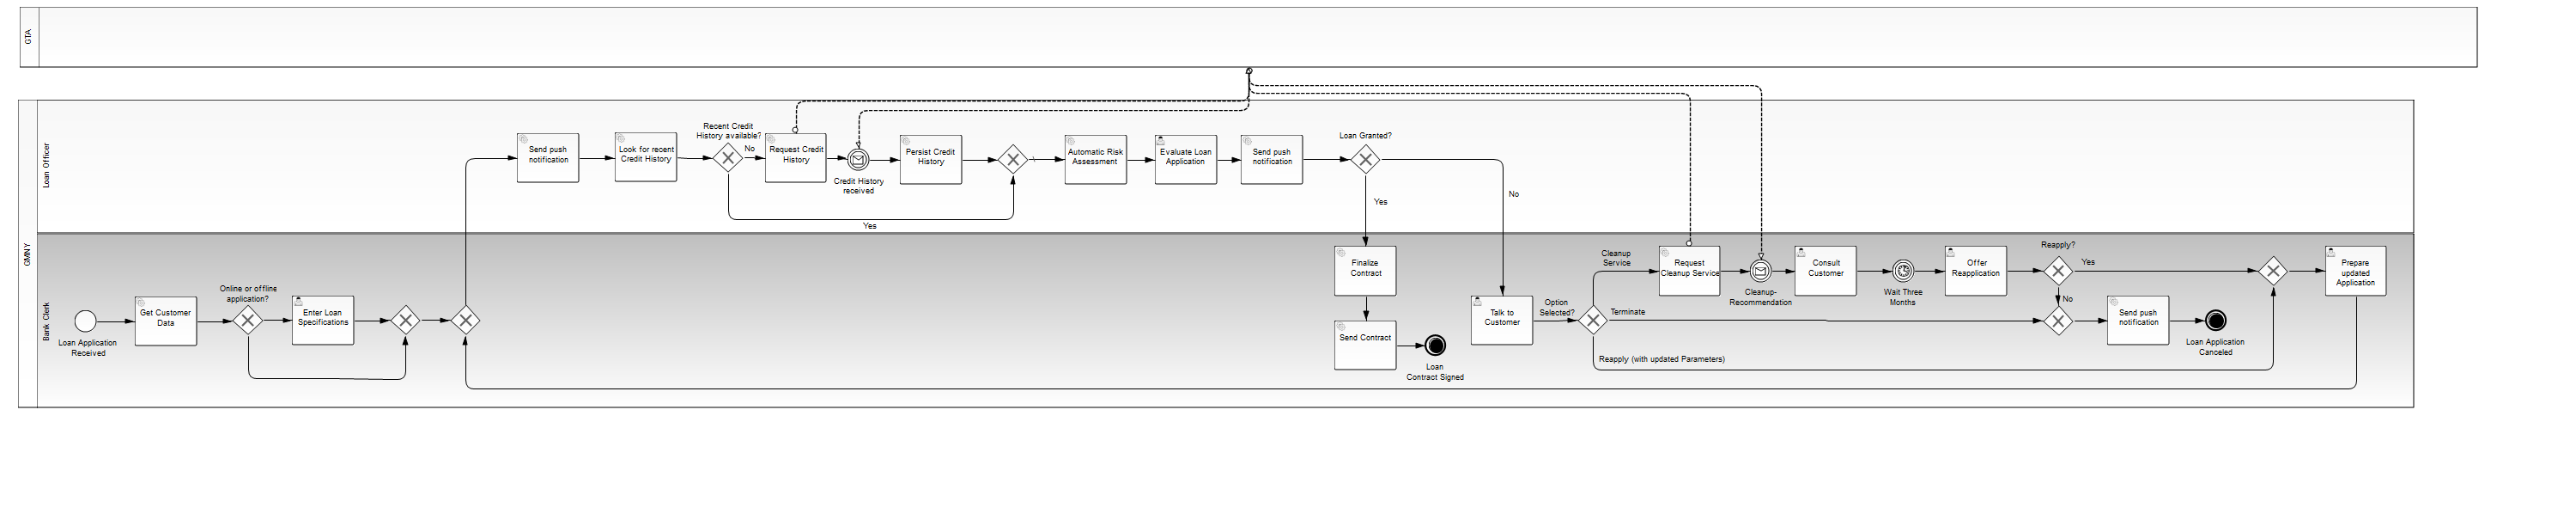 GTA
GMNY
Loan Officer
Send push
notification
Look for recent
Credit History
Recent Credit
History available?
No
Yes
Request Credit
History
Credit History
received
Persist Credit
History
Automatic Risk
Assessment
Evaluate Loan
Application
Send push
notification
Loan Granted?
Yes
No
Bank Clerk
Loan Application
Received
Get Customer
Data
Online or offline
application?
Enter Loan
Specifications
Finalize
Contract
Send Contract
Loan
Contract Signed
Talk to
Customer
Option
Selected?
Cleanup
Service
Terminate
Reapply (with updated Parameters)
Request
Cleanup Service
Cleanup-
Recommendation
Consult
Customer
Wait Three
Months
Offer
Reapplication
Reapply?
Yes
No
Send push
notification
Loan Application
Canceled
Prepare
updated
Application